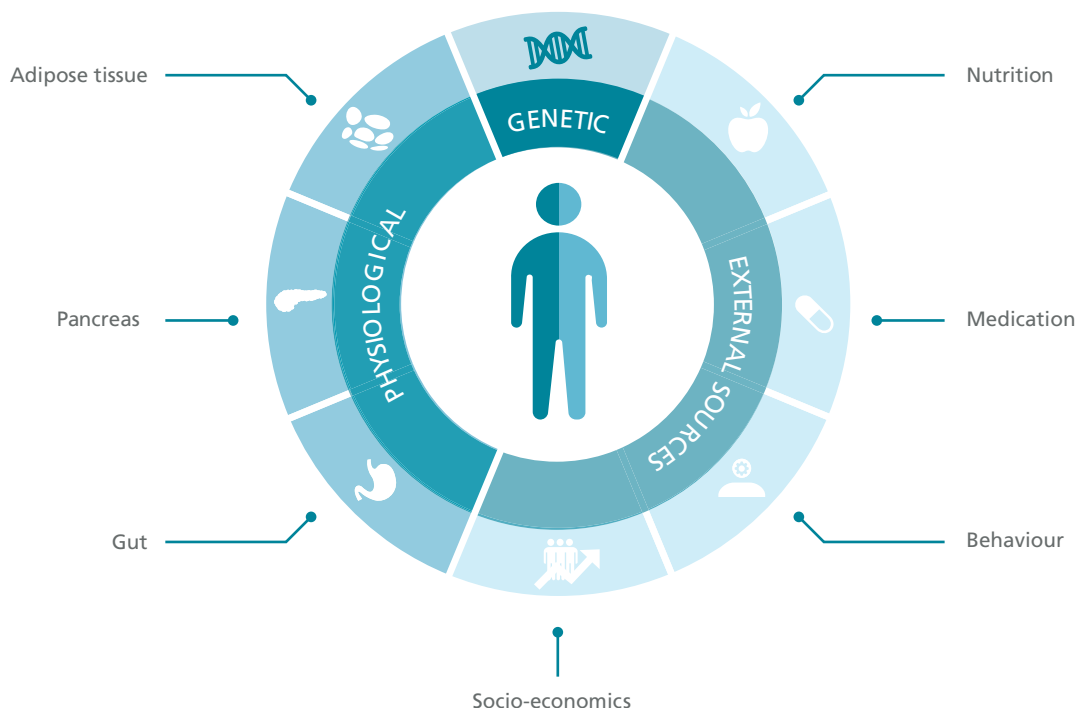 Adipose tissue
Nutrition
GENETIC
PHYSIOLOGICAL
EXTERNAL SOURCES
Pancreas
Medication
Gut
Behaviour
Socio-economics